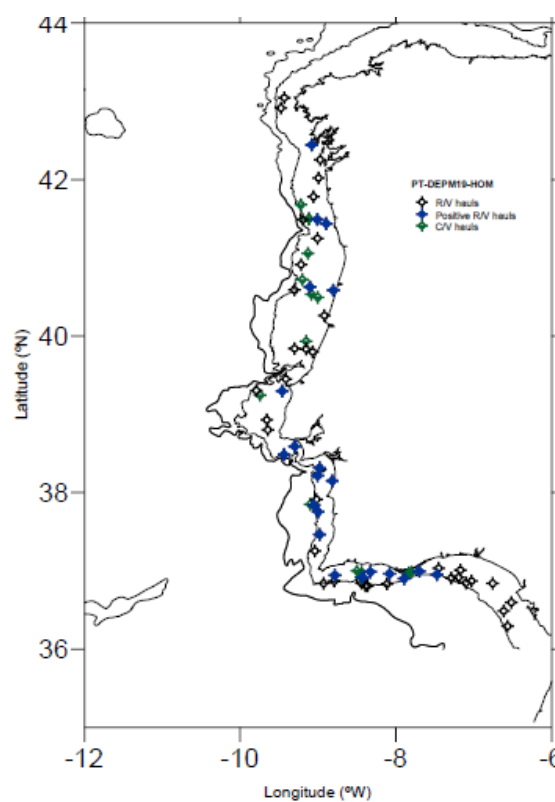 44
42
40
38
36
Latitude (ºN)
PT-DEPM19-HOM
R/V hauls
Positive R/V hauls
C/V hauls
-12
-10
-8
-6
Longitude (ºW)